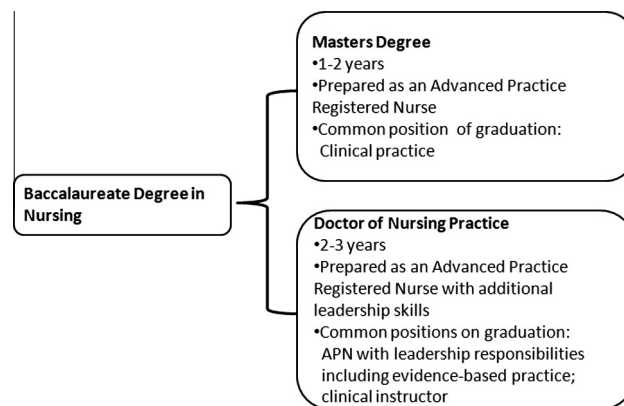 Masters Degree
•1-2 years
•Prepared as an Advanced Practice
Registered Nurse
•Common position of graduation:
Clinical practice
Baccalaureate Degree in
Nursing
Doctor of Nursing Practice
•2-3 years
•Prepared as an Advanced Practice
Registered Nurse with additional
leadership skills
•Common positions on graduation:
APN with leadership responsibilities
including evidence-based practice;
clinical instructor